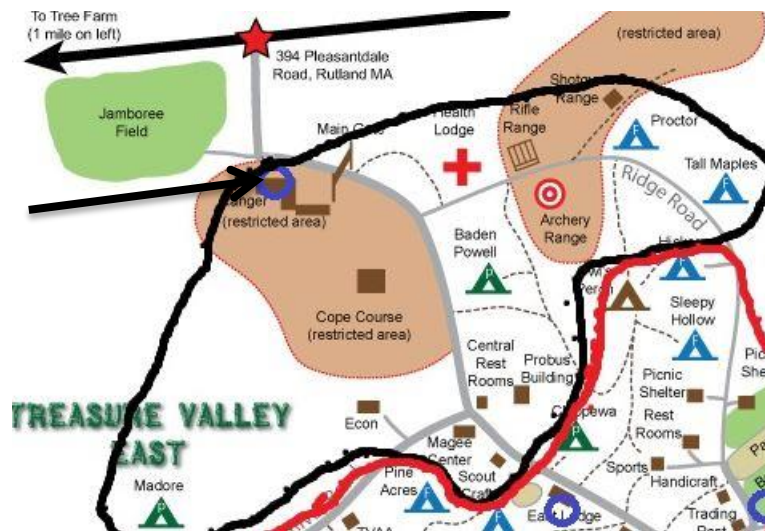 To Tree Farm
(1 mile on left)
394 Pleasantdale
Road, Rutland MA
(restricted area)
Jamboree
Field
Main
Health
Lodge
Rifle
Range
Range
Proctor
Tall Maples
Ridge Road
(restricted area)
Archery
Range
Baden
Powell
P
F
F
F
Cope Course
(restricted area)
Sleepy
Hollow
F
Central
Rest
Rooms
Probus
Building
Picnic
Shelter
Rest
Rooms
TREASURE VALLEY
EAST
Econ
Magee
Center
Scout
P
Madore
P
Pine
Acres
F
Sports
Handicraft
Trading
Lodge